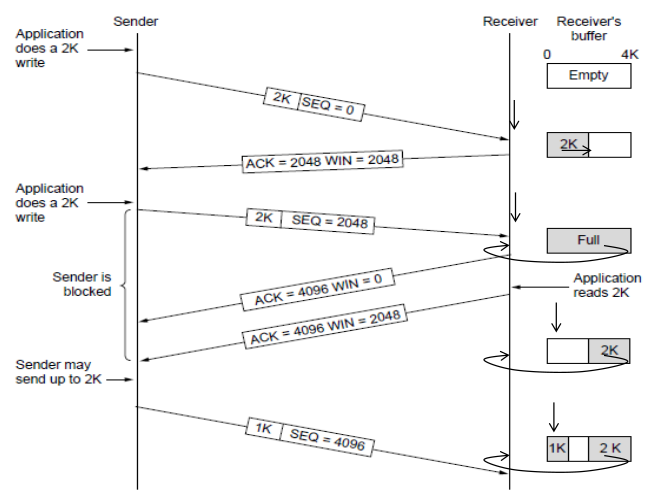 Sender
Receiver
Receiver's
buffer
Application
does a 2K
write
0
4K
Empty
2K SEQ = 0
2K
ACK = 2048 WIN = 2048
Application
does a 2K
write
2K SEQ = 2048
Full
Sender is
blocked
Application
reads 2K
ACK = 4096 WIN = 0
ACK = 4096 WIN = 2048
2K
Sender may
send up to 2K
1K SEQ = 4096
1K
2 K